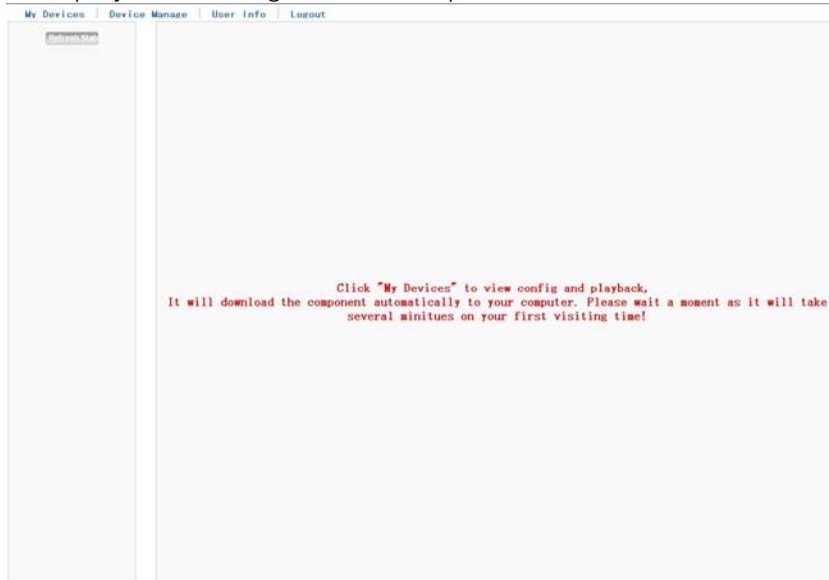 My Devices Device Manage User Info Logout
Refresh Stat
Click "My Devices" to view config and playback,
It will download the component automatically to your computer. Please wait a moment as it will take
several minitues on your first visiting time!